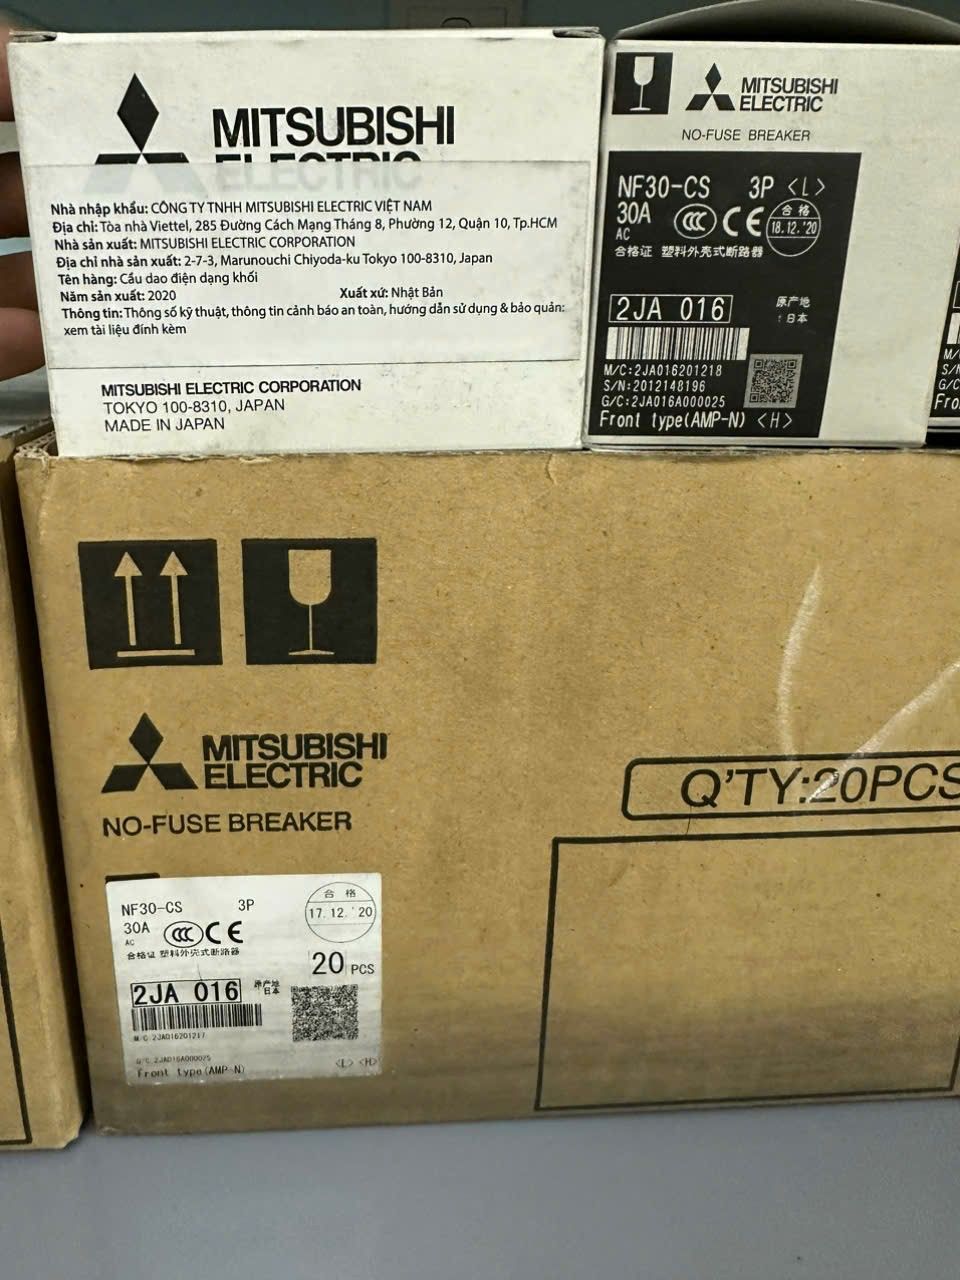 MITSUBISHI
ELECTRIC
Nhà nhập khẩu: CÔNG TY TNHH MITSUBISHI ELECTRIC VIỆT NAM
Địa chỉ: Tòa nhà Viettel, 285 Đường Cách Mạng Tháng 8, Phường 12, Quận 10, Tp.HCM
Nhà sản xuất: MITSUBISHI ELECTRIC CORPORATION
Địa chỉ nhà sản xuất: 2-7-3, Marunouchi Chiyoda-ku Tokyo 100-8310, Japan
Tên hàng: Cầu dao điện dạng khối
Năm sản xuất: 2020 Xuất xứ: Nhật Bản
Thông tin: Thông số kỹ thuật, thông tin cảnh báo an toàn, hướng dẫn sử dụng & bảo quản:
xem tài liệu đính kèm
MITSUBISHI ELECTRIC CORPORATION
TOKYO 100-8310, JAPAN
MADE IN JAPAN
MITSUBISHI
ELECTRIC
NO-FUSE BREAKER
NF30-CS 3P <L>
30A CCC CE 合格
AC 18.12.'20
合格证 塑料外壳式断路器
2JA 016 原产地
:日本
M/C:2JA016201218
S/N:2012148196
G/C:2JA016A000025
Front type(AMP-N) <H>
M/
S/N
G/C
Fro
MITSUBISHI
ELECTRIC
NO-FUSE BREAKER
Q'TY:20PCS
NF30-CS 3P 合格
30A CCC CE 17.12.'20
AC
合格证 塑料外壳式断路器
20 PCS
2JA 016 原产地
日本
M/C 2JA016201217
G/C 2JA016A000025
Front type(AMP-N) <L> <H>